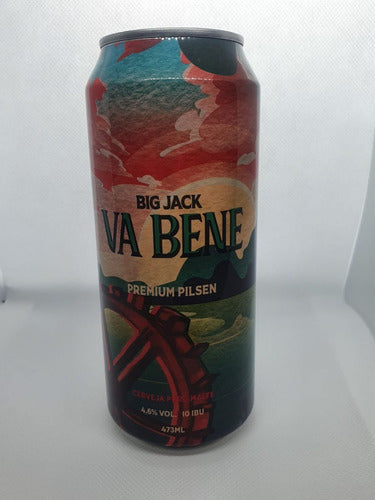 BIG JACK
VA BENE
PREMIUM PILSEN
CERVEJA PURO MALTE
4,6% VOL. 10 IBU
473ML